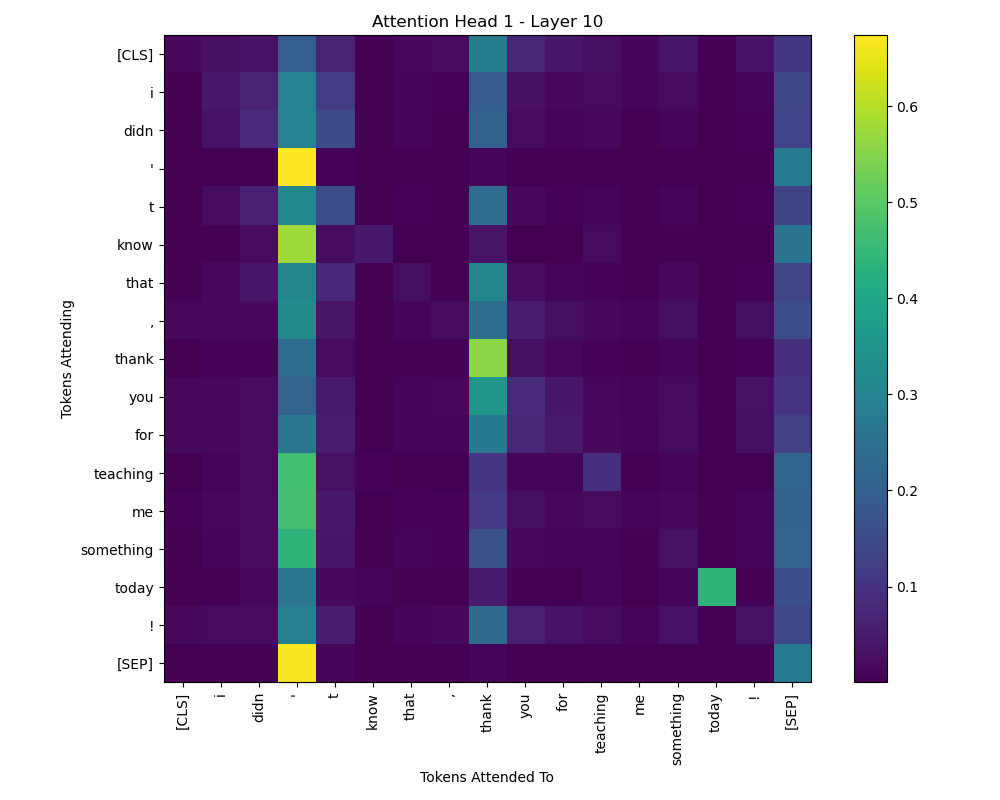 Attention Head 1 - Layer 10
Tokens Attending
[CLS]
i
didn
'
t
know
that
,
thank
you
for
teaching
me
something
today
!
[SEP]
[CLS]
i
didn
'
t
know
that
,
thank
you
for
teaching
me
something
today
!
[SEP]
Tokens Attended To
0.6
0.5
0.4
0.3
0.2
0.1